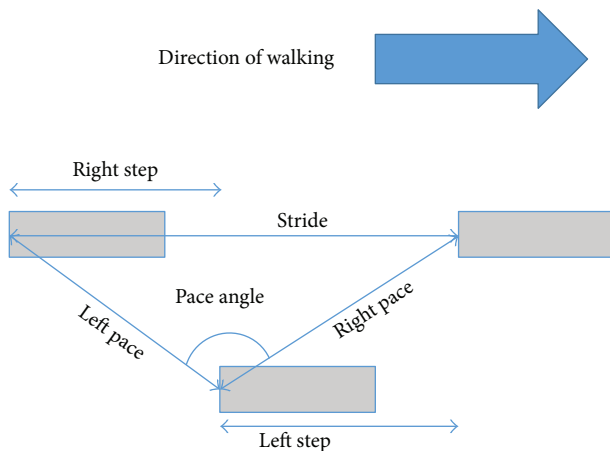 Direction of walking
Right step
Stride
Pace angle
Left pace
Right pace
Left step